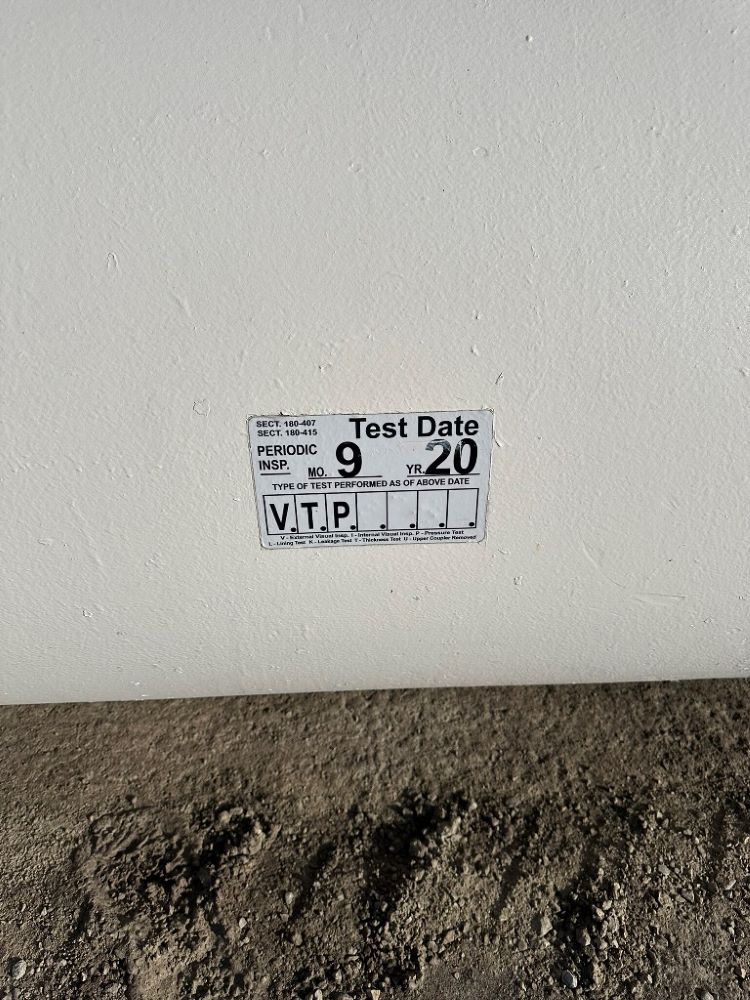 SECT. 180-407
SECT. 180-415
Test Date
PERIODIC
INSP.
MO. 9 YR. 20
TYPE OF TEST PERFORMED AS OF ABOVE DATE
V. T. P. . . . .
V - External Visual Insp. I - Internal Visual Insp. P - Pressure Test
L - Lining Test K - Leakage Test T - Thickness Test U - Upper Coupler Removed